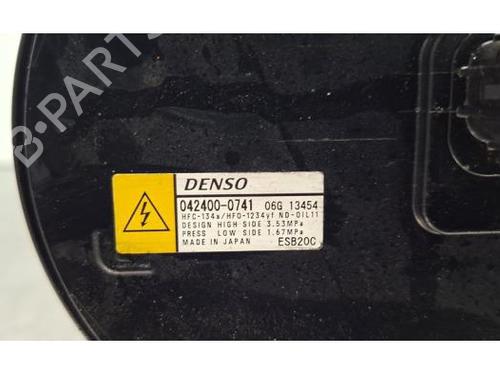 B-PARTS
DENSO
042400-0741 06G 13454
HFC-134a/HFO-1234yf ND-OIL11
DESIGN HIGH SIDE 3.53MPa
PRESS LOW SIDE 1.67MPa
MADE IN JAPAN ESB20C